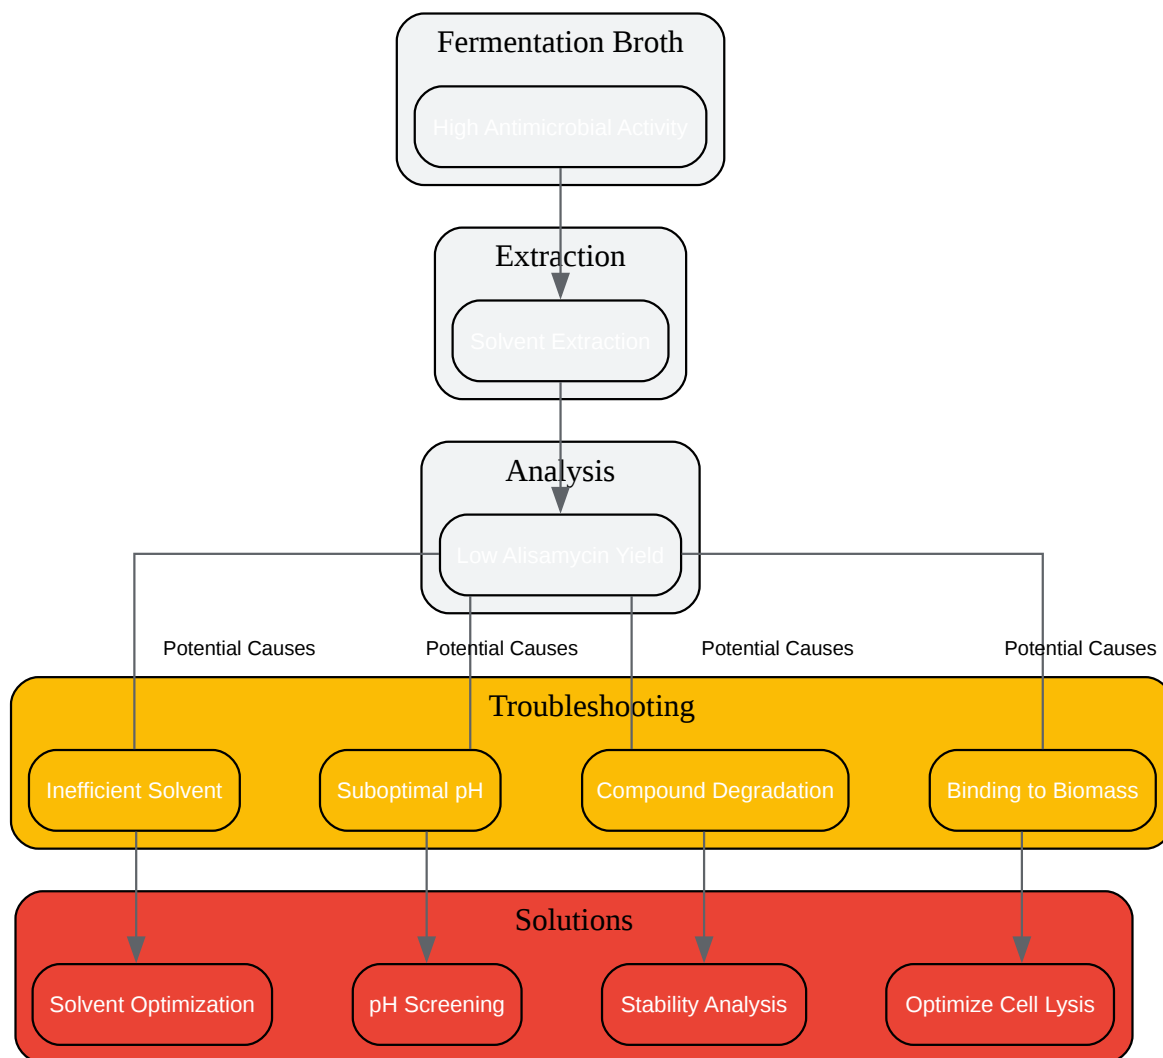 Fermentation Broth
High Antimicrobial Activity
Extraction
Solvent Extraction
Analysis
Low Alisamycin Yield
Potential Causes
Potential Causes
Potential Causes
Potential Causes
Troubleshooting
Inefficient Solvent
Suboptimal pH
Compound Degradation
Binding to Biomass
Solutions
Solvent Optimization
pH Screening
Stability Analysis
Optimize Cell Lysis